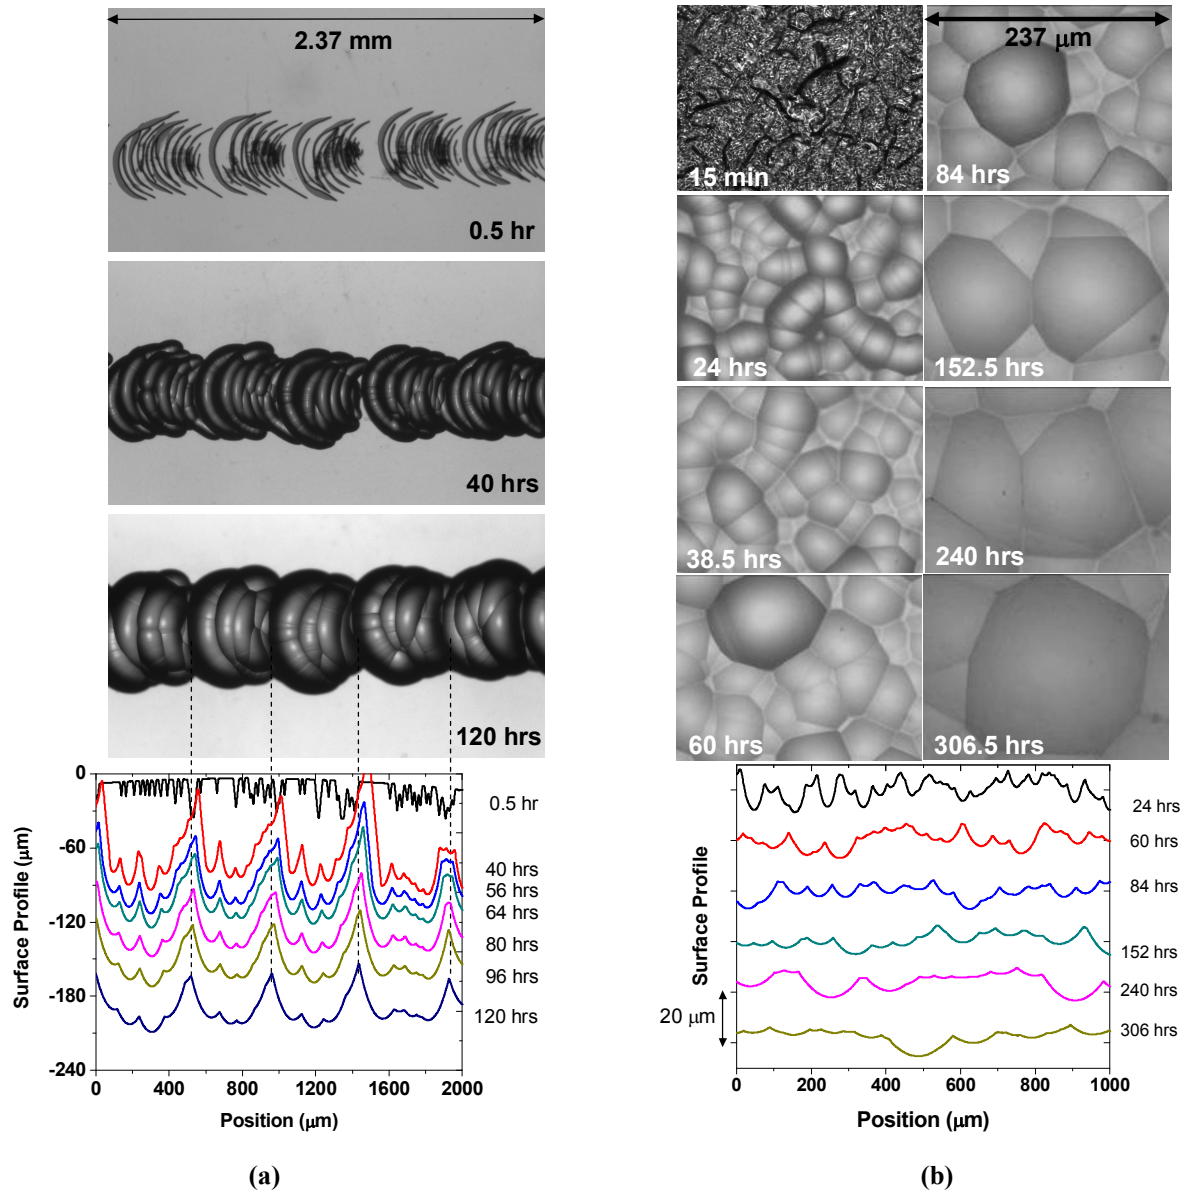 2.37 mm
0.5 hr
40 hrs
120 hrs
0
-60
-120
-180
-240
Surface Profile (μm)
0.5 hr
40 hrs
56 hrs
64 hrs
80 hrs
96 hrs
120 hrs
0
400
800
1200
1600
2000
Position (μm)
(a)
237 μm
15 min
84 hrs
24 hrs
152.5 hrs
38.5 hrs
240 hrs
60 hrs
306.5 hrs
Surface Profile
20 μm
24 hrs
60 hrs
84 hrs
152 hrs
240 hrs
306 hrs
0
200
400
600
800
1000
Position (μm)
(b)